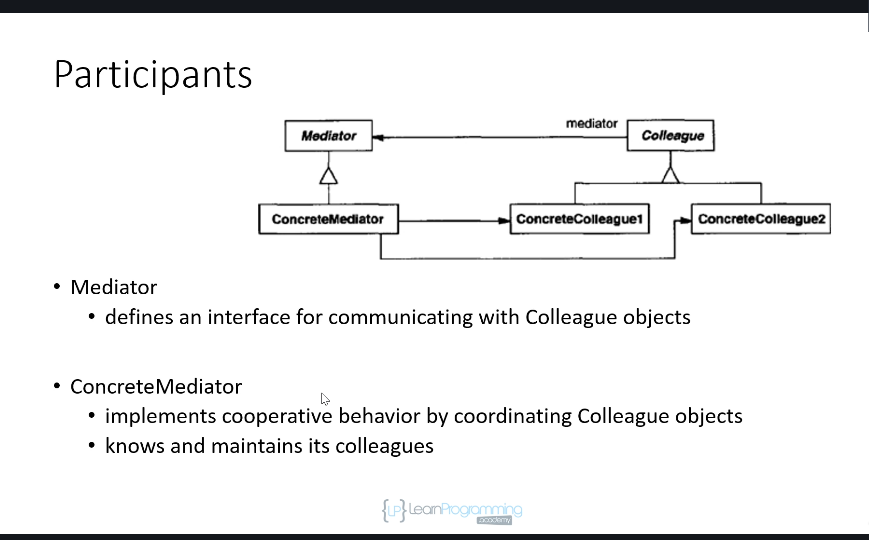 Participants
mediator
Mediator
Colleague
ConcreteMediator
ConcreteColleague1
ConcreteColleague2
• Mediator
• defines an interface for communicating with Colleague objects
• ConcreteMediator
• implements cooperative behavior by coordinating Colleague objects
• knows and maintains its colleagues
{LP} LearnProgramming
academy